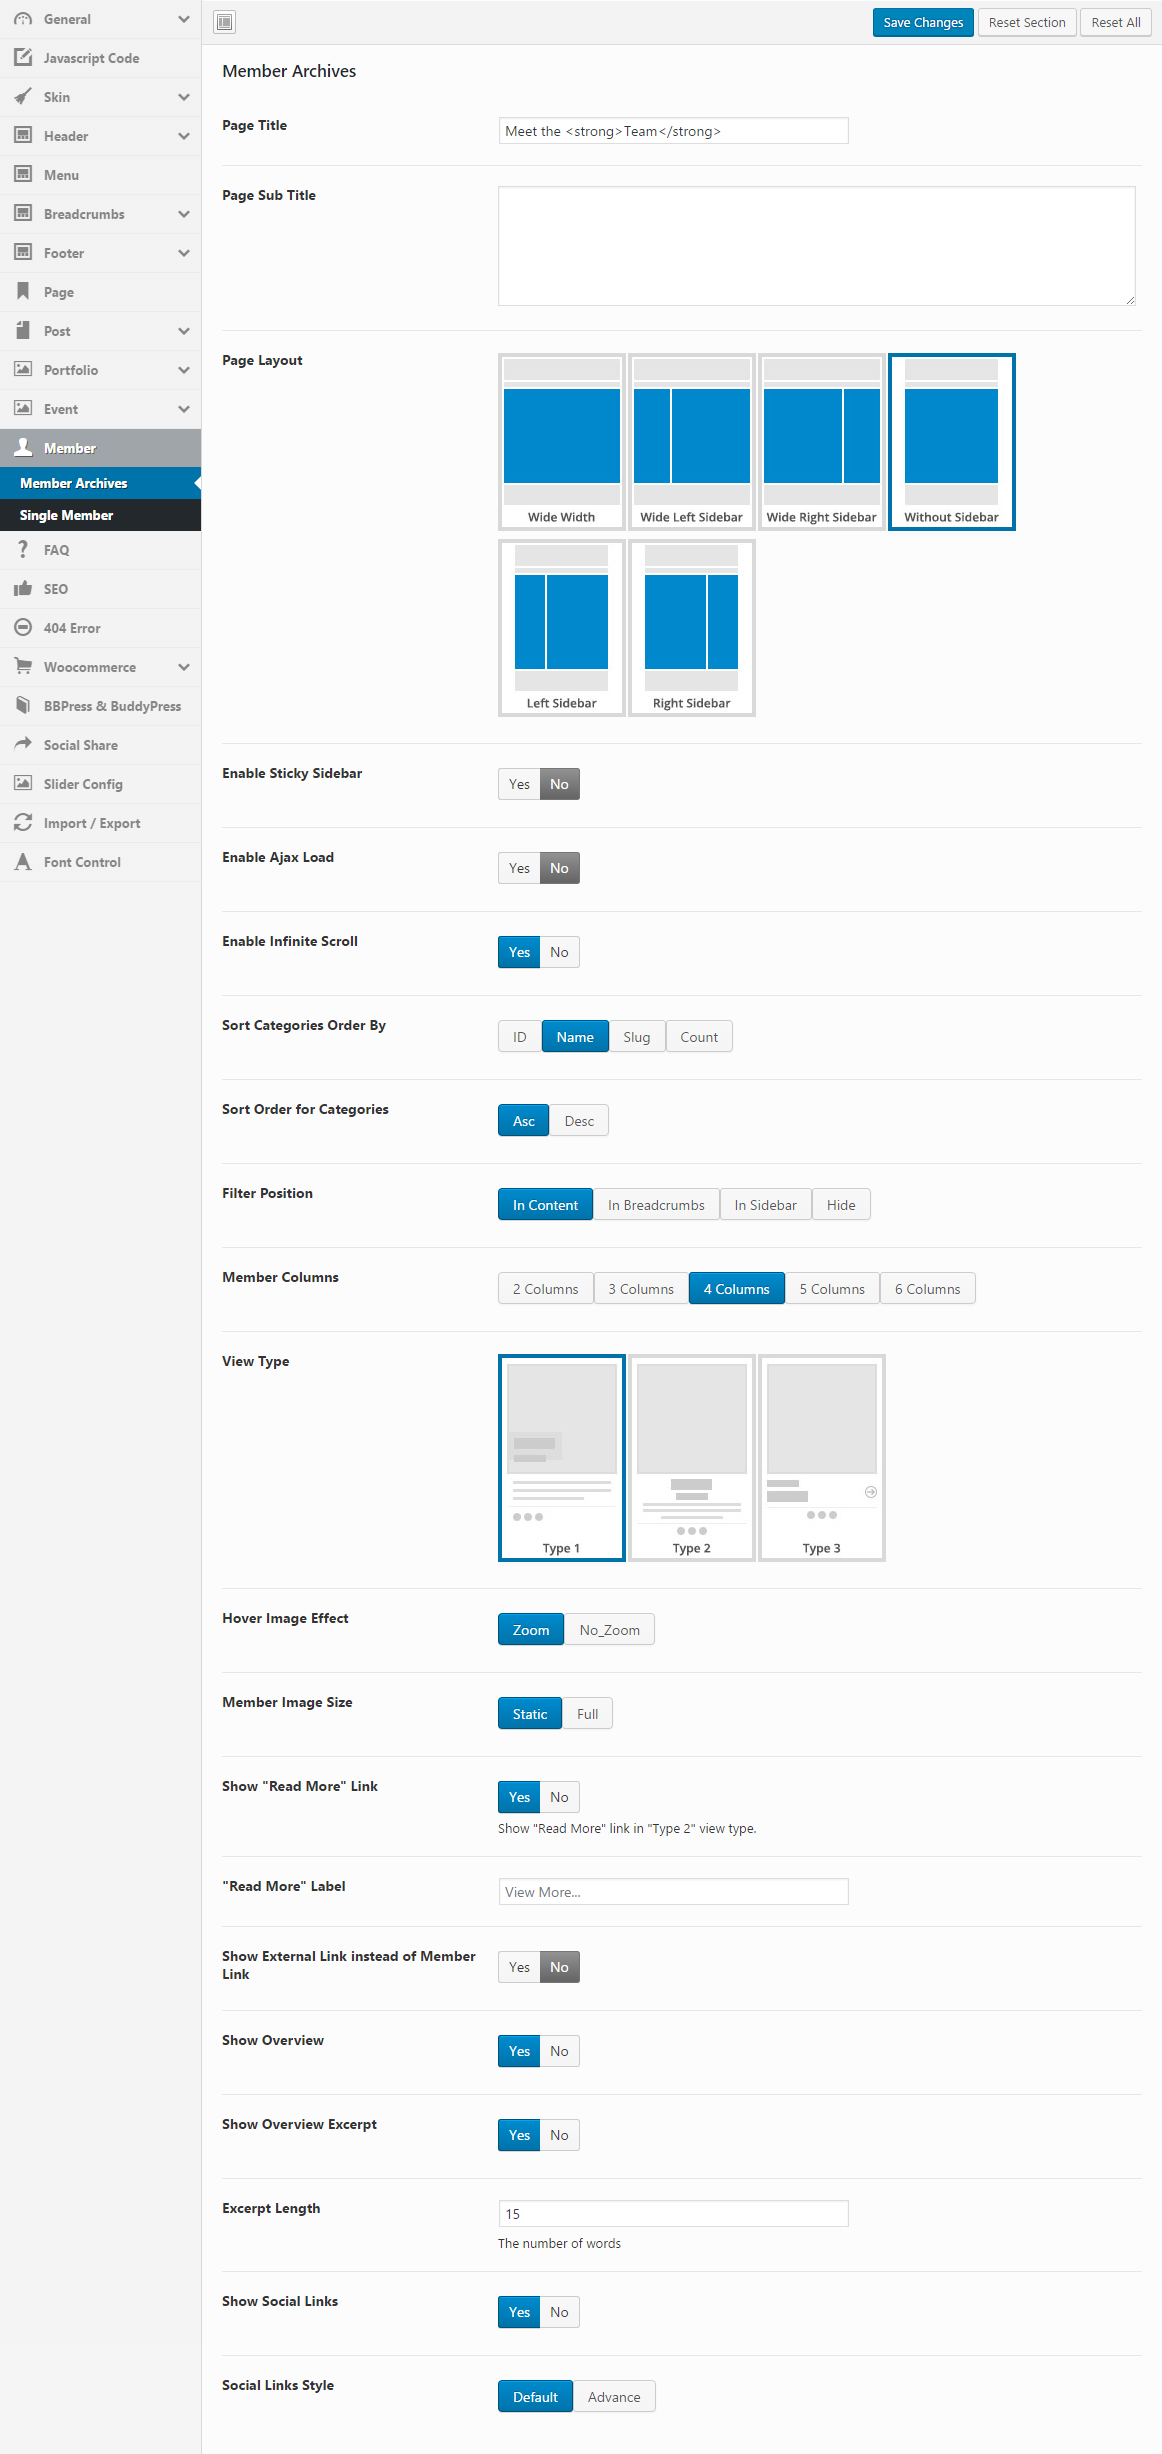 General
Javascript Code
Skin
Header
Menu
Breadcrumbs
Footer
Page
Post
Portfolio
Event
Member
Member Archives
Single Member
FAQ
SEO
404 Error
Woocommerce
BBPress & BuddyPress
Social Share
Slider Config
Import / Export
Font Control
Save Changes Reset Section Reset All
Member Archives
Page Title Meet the <strong>Team</strong>
Page Sub Title
Page Layout
Wide Width Wide Left Sidebar Wide Right Sidebar Without Sidebar
Left Sidebar Right Sidebar
Enable Sticky Sidebar Yes No
Enable Ajax Load Yes No
Enable Infinite Scroll Yes No
Sort Categories Order By ID Name Slug Count
Sort Order for Categories Asc Desc
Filter Position In Content In Breadcrumbs In Sidebar Hide
Member Columns 2 Columns 3 Columns 4 Columns 5 Columns 6 Columns
View Type
Type 1 Type 2 Type 3
Hover Image Effect Zoom No_Zoom
Member Image Size Static Full
Show "Read More" Link Yes No
Show "Read More" link in "Type 2" view type.
"Read More" Label View More...
Show External Link instead of Member
Link
Yes No
Show Overview Yes No
Show Overview Excerpt Yes No
Excerpt Length 15
The number of words
Show Social Links Yes No
Social Links Style Default Advance